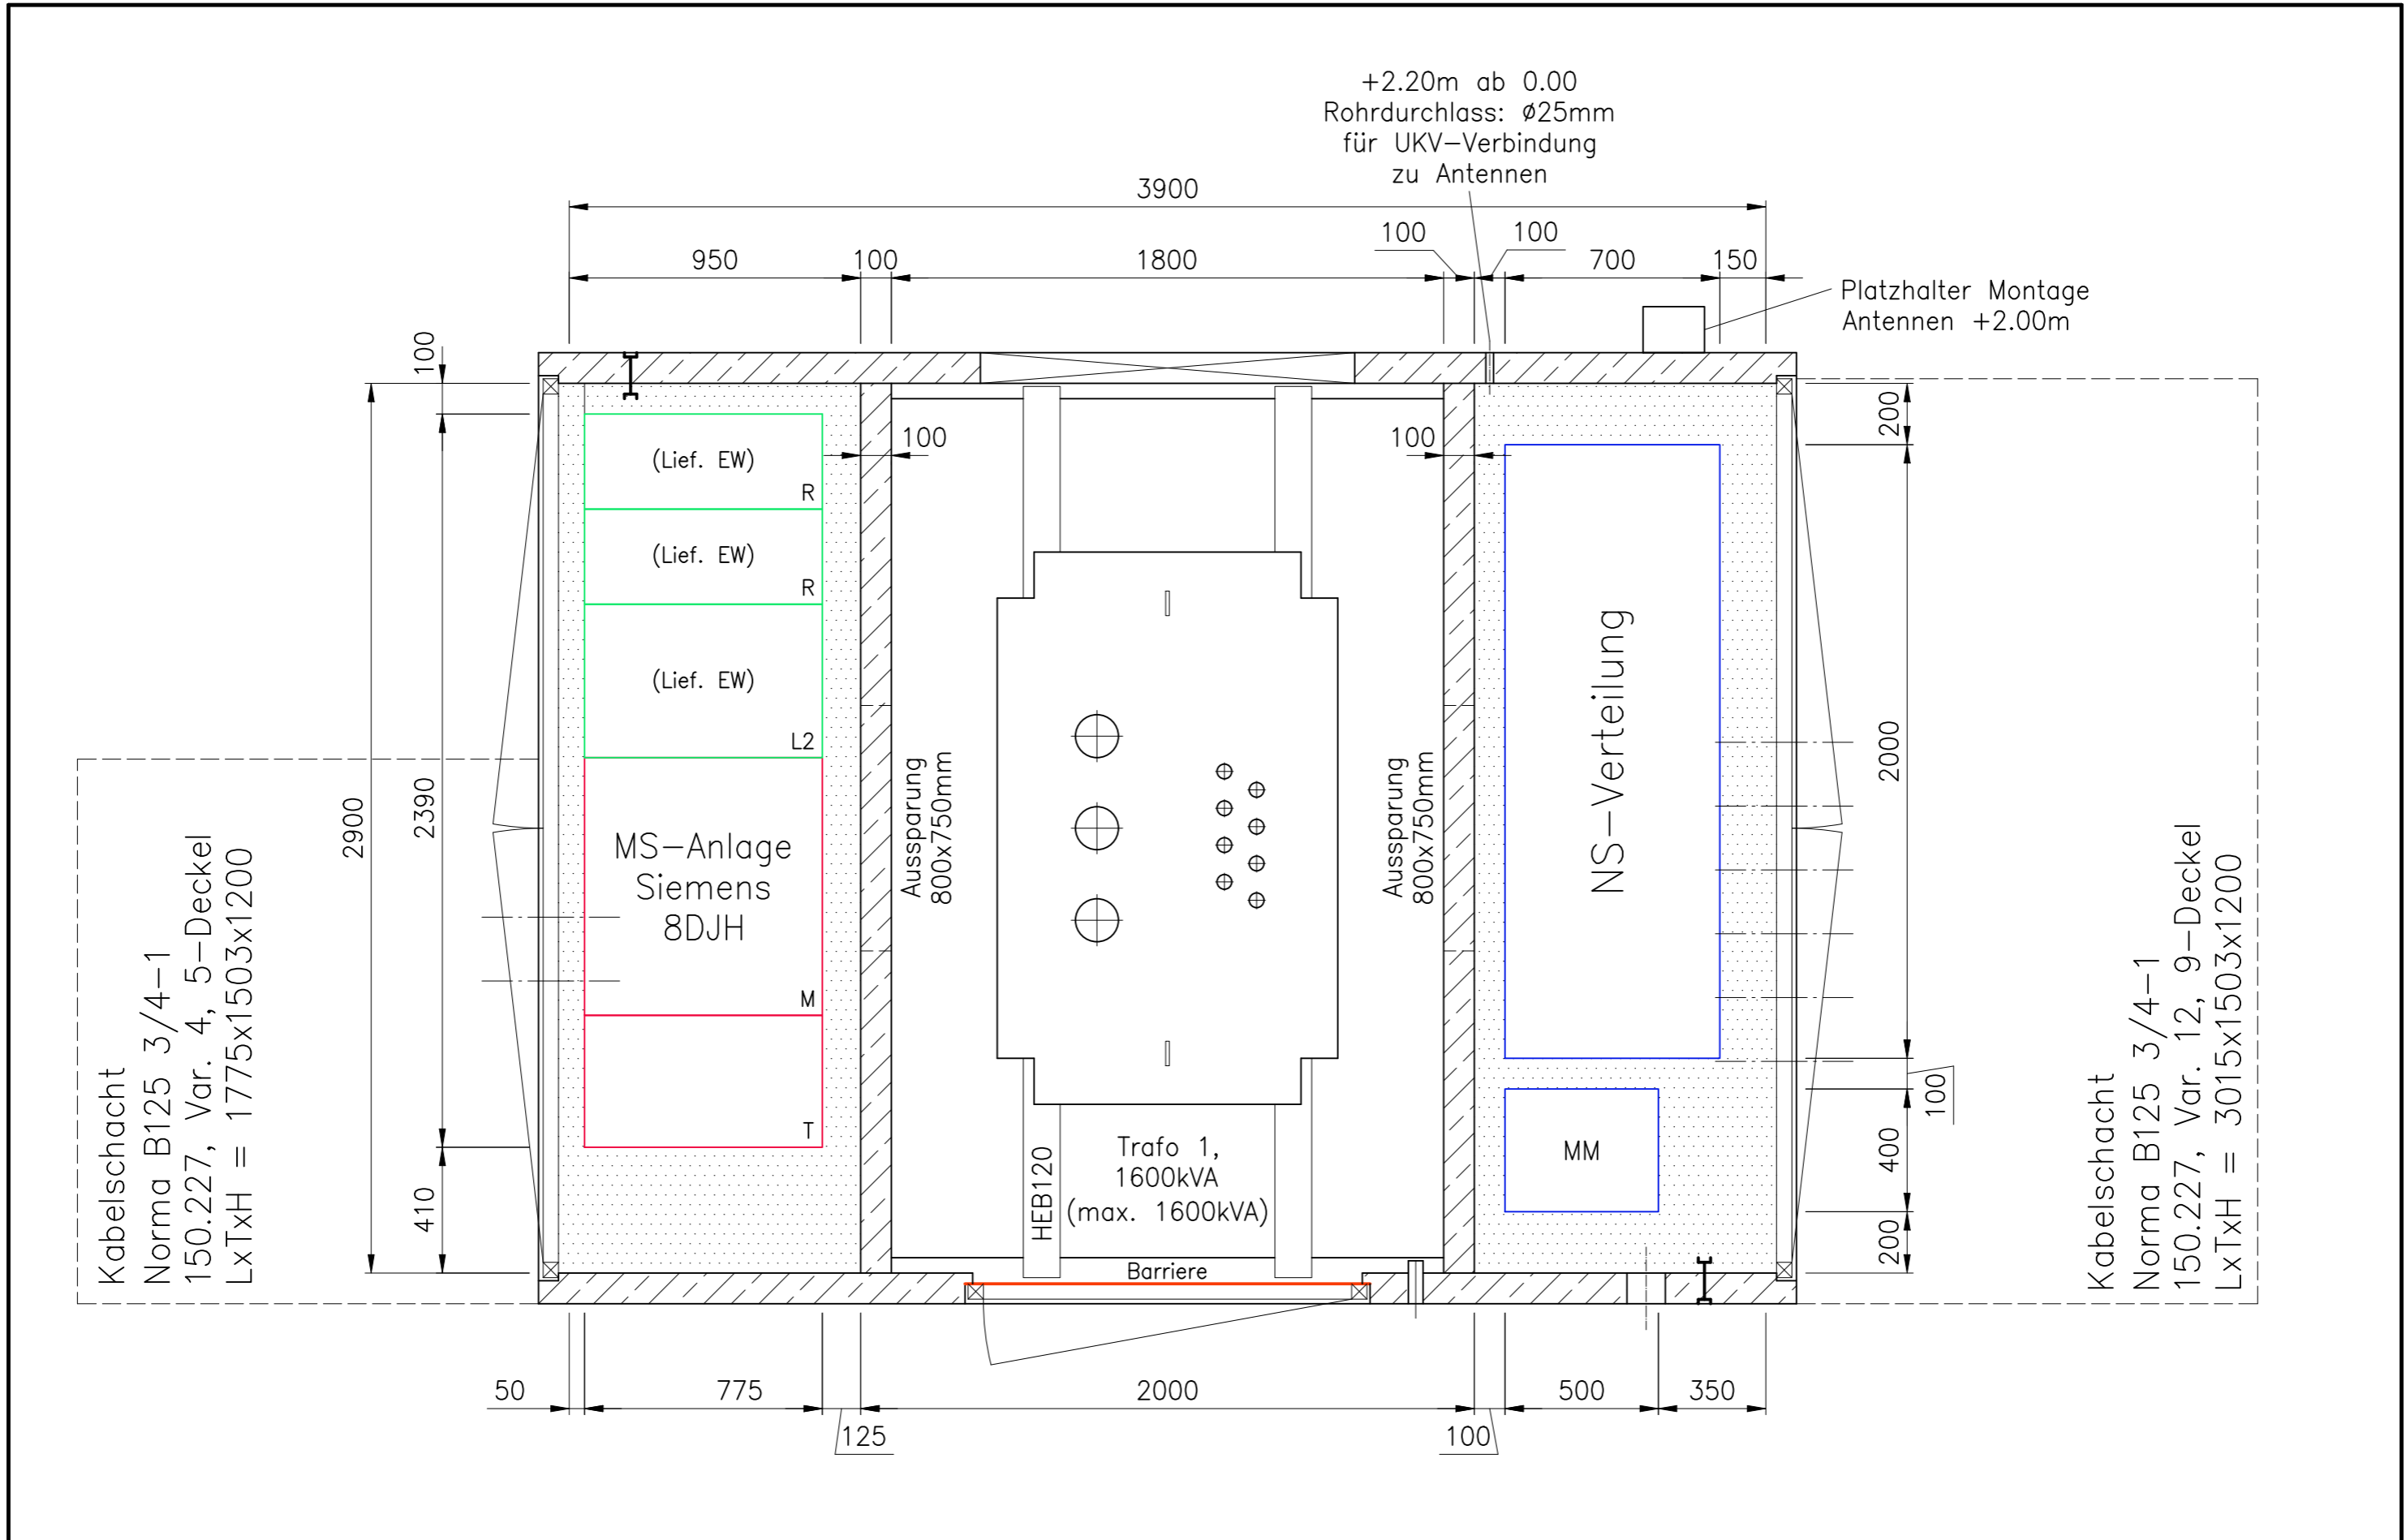 +2.20m ab 0.00
Rohrdurchlass: ø25mm
für UKV-Verbindung
zu Antennen
3900
100
100
950
100
1800
700
150
Platzhalter Montage
Antennen +2.00m
100
2900
2390
410
(Lief. EW)
R
(Lief. EW)
R
(Lief. EW)
L2
MS-Anlage
Siemens
8DJH
M
T
100
100
Aussparung
800x750mm
Aussparung
800x750mm
HEB120
Trafo 1,
1600kVA
(max. 1600kVA)
Barriere
NS-Verteilung
MM
200
2000
100
400
200
Kabelschacht
Norma B125 3/4-1
150.227, Var. 4, 5-Deckel
LxTxH = 1775x1503x1200
Kabelschacht
Norma B125 3/4-1
150.227, Var. 12, 9-Deckel
LxTxH = 3015x1503x1200
50
775
125
2000
100
500
350